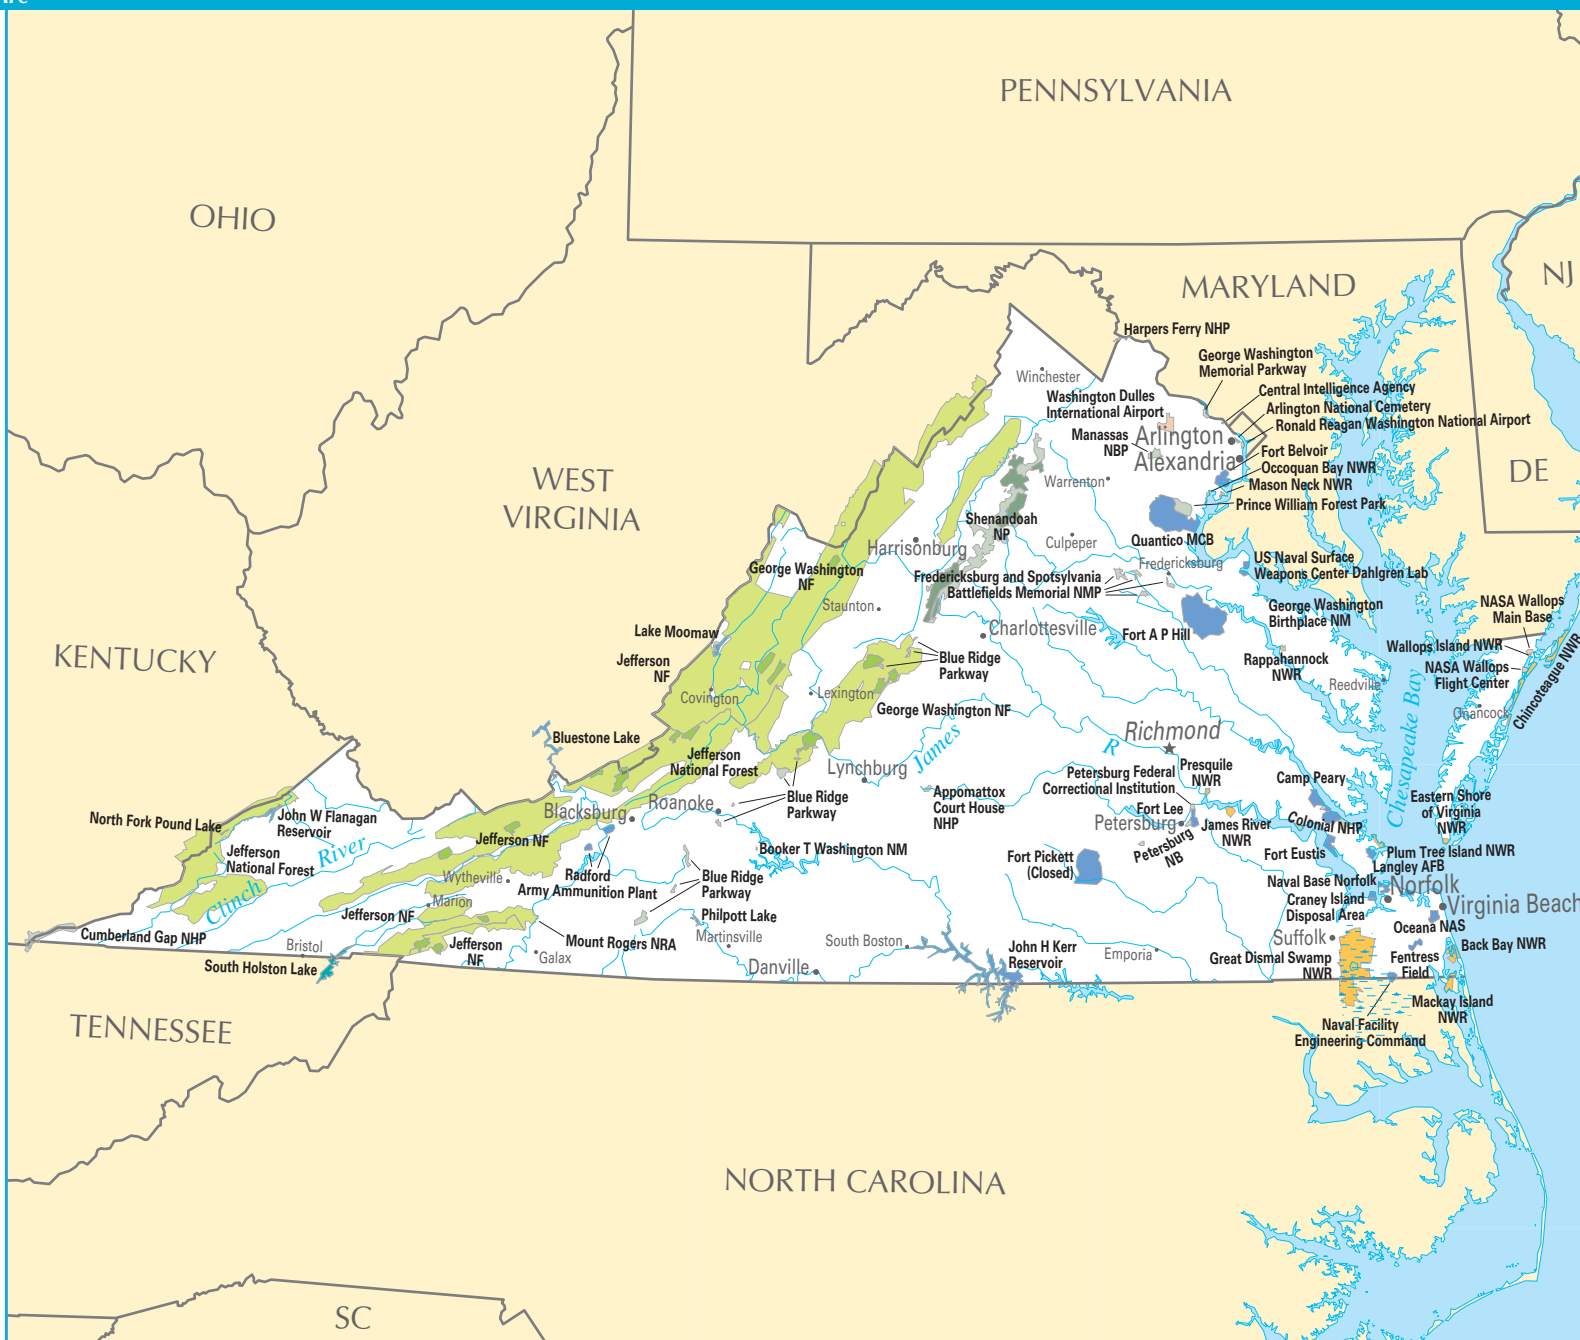 PENNSYLVANIA
OHIO
NJ
MARYLAND
Harpers Ferry NHP
George Washington
Memorial Parkway
Winchester
Central Intelligence Agency
Washington Dulles
International Airport
Arlington National Cemetery
Ronald Reagan Washington National Airport
Manassas
NBP
Arlington
Alexandria
Fort Belvoir
Occoquan Bay NWR
Mason Neck NWR
Prince William Forest Park
DE
WEST
VIRGINIA
Warrenton
Shenandoah
NP
Quantico MCB
Culpeper
Harrisonburg
Fredericksburg
US Naval Surface
Weapons Center Dahlgren Lab
George Washington
NF
Fredericksburg and Spotsylvania
Battlefields Memorial NMP
Staunton
George Washington
Birthplace NM
NASA Wallops
Main Base
Lake Moomaw
Charlottesville
Fort A P Hill
Wallops Island NWR
KENTUCKY
Jefferson
NF
Blue Ridge
Parkway
Rappahannock
NWR
NASA Wallops
Flight Center
Chincoteague NWR
Reedville
Covington
Lexington
Onancock
George Washington NF
Chesapeake Bay
Bluestone Lake
James
R
Richmond
Jefferson
National Forest
Lynchburg
Presquile
NWR
Petersburg Federal
Correctional Institution
Camp Peary
Blue Ridge
Parkway
Appomattox
Court House
NHP
Eastern Shore
of Virginia
NWR
Roanoke
Blacksburg
Fort Lee
Petersburg
North Fork Pound Lake
John W Flanagan
Reservoir
James River
NWR
Colonial NHP
Petersburg
NB
Jefferson NF
River
Clinch
Jefferson
National Forest
Booker T Washington NM
Fort Pickett
(Closed)
Fort Eustis
Plum Tree Island NWR
Langley AFB
Wytheville
Radford
Army Ammunition Plant
Blue Ridge
Parkway
Naval Base Norfolk
Norfolk
Craney Island
Disposal Area
Virginia Beach
Marion
Jefferson NF
Philpott Lake
Martinsville
Oceana NAS
Cumberland Gap NHP
Bristol
Jefferson
NF
Mount Rogers NRA
Galax
South Boston
John H Kerr
Reservoir
Emporia
Suffolk
Back Bay NWR
South Holston Lake
Danville
Great Dismal Swamp
NWR
Fentress
Field
Mackay Island
NWR
Naval Facility
Engineering Command
TENNESSEE
NORTH CAROLINA
SC